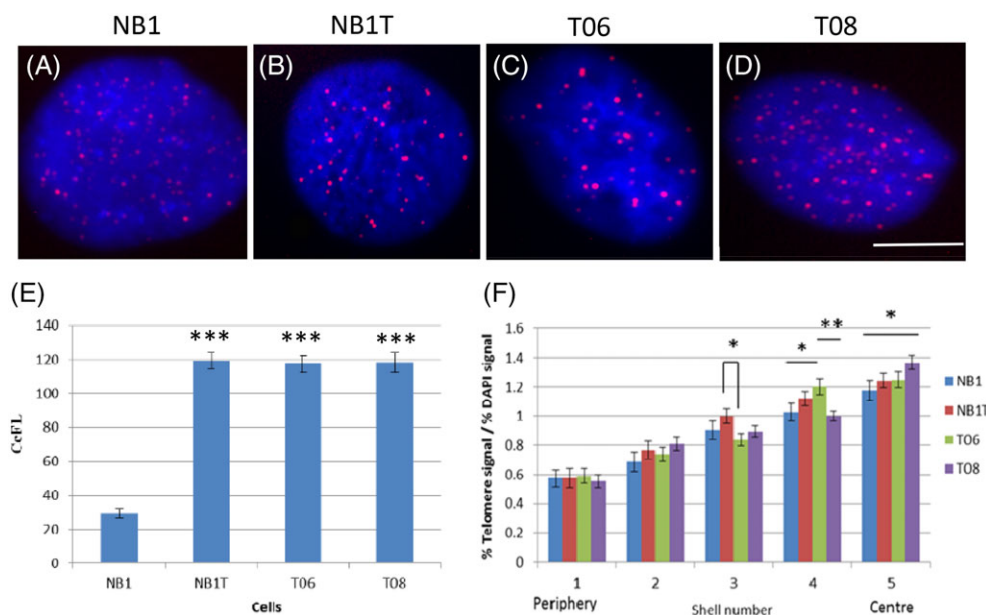 NB1 NB1T T06 T08
(A) (B) (C) (D)
(E)
140
120
100
80
60
40
20
0
CcFL
***
***
***
NB1 NB1T T06 T08
Cells
(F)
1.6
1.4
1.2
1
0.8
0.6
0.4
0.2
0
% Telomere signal / % DAPI signal
*
*
**
*
NB1
NB1T
T06
T08
1 2 3 4 5
Periphery Shell number Centre